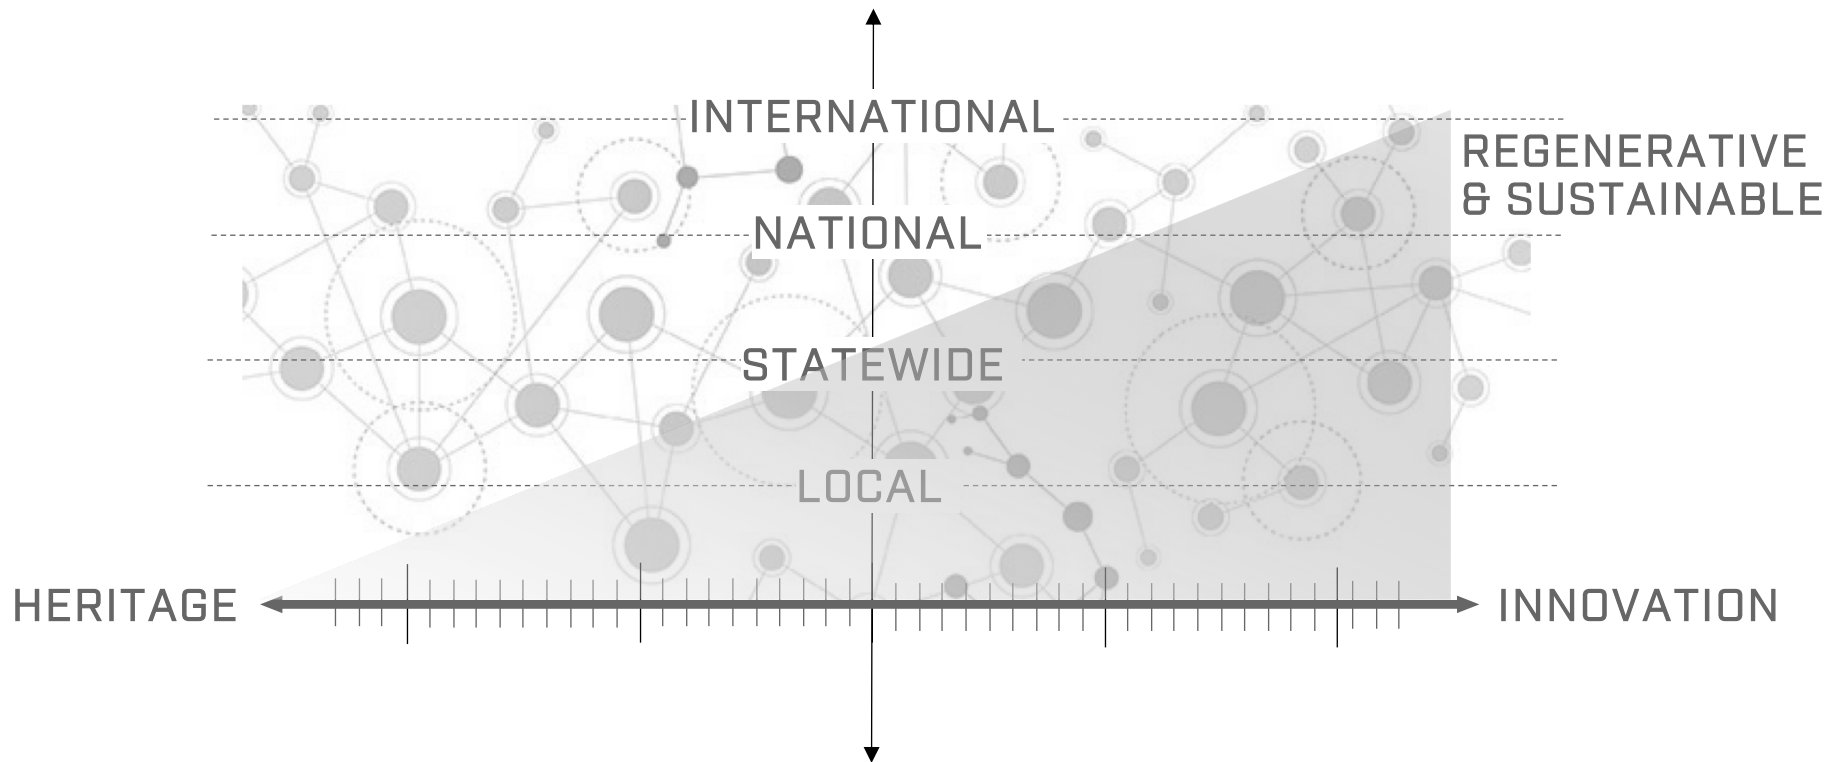 INTERNATIONAL
REGENERATIVE
& SUSTAINABLE
NATIONAL
STATEWIDE
LOCAL
HERITAGE
INNOVATION